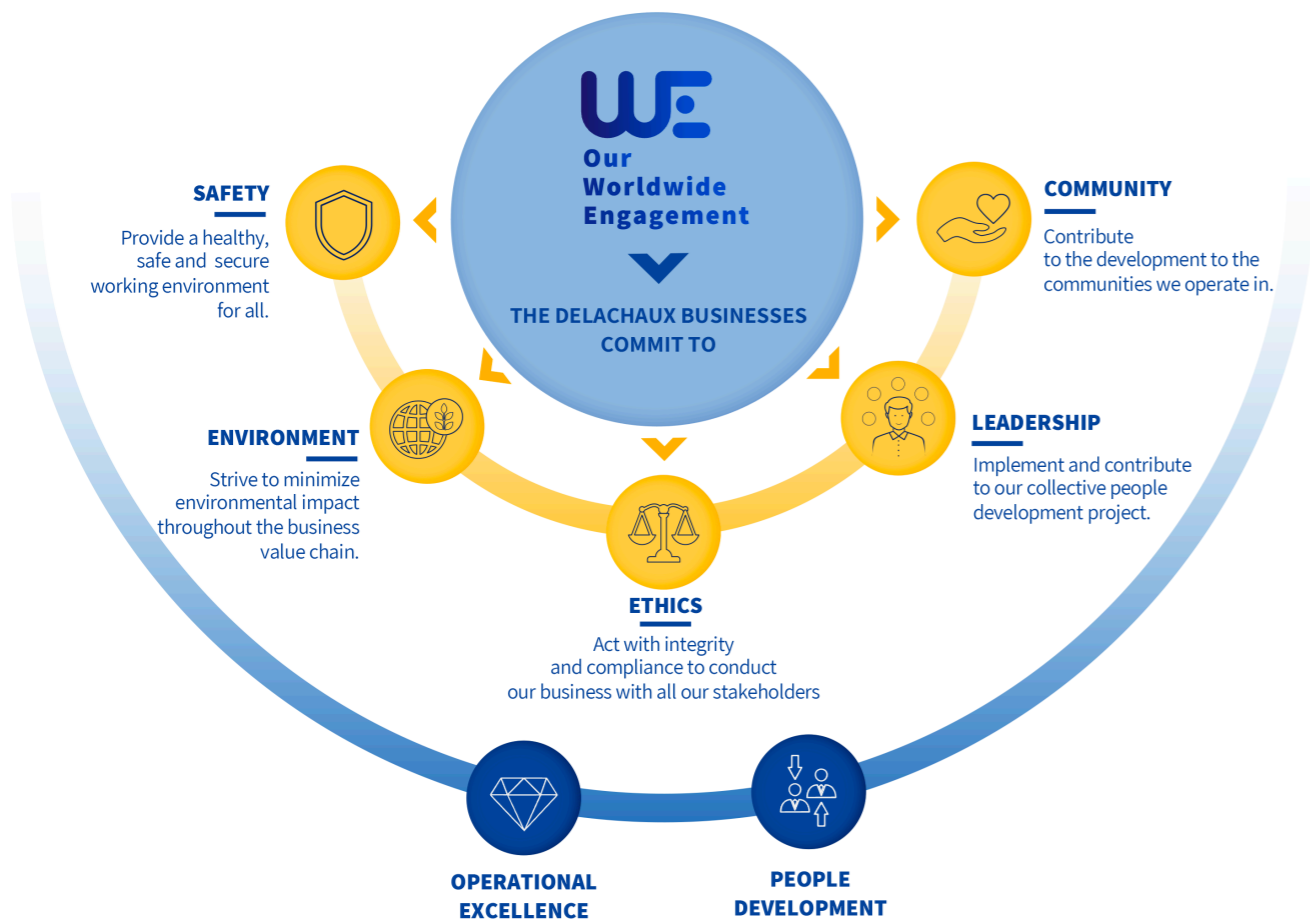 WE
Our
Worldwide
Engagement
THE DELACHAUX BUSINESSES
COMMIT TO
SAFETY
Provide a healthy,
safe and secure
working environment
for all.
ENVIRONMENT
Strive to minimize
environmental impact
throughout the business
value chain.
ETHICS
Act with integrity
and compliance to conduct
our business with all our stakeholders
LEADERSHIP
Implement and contribute
to our collective people
development project.
COMMUNITY
Contribute
to the development to the
communities we operate in.
OPERATIONAL
EXCELLENCE
PEOPLE
DEVELOPMENT